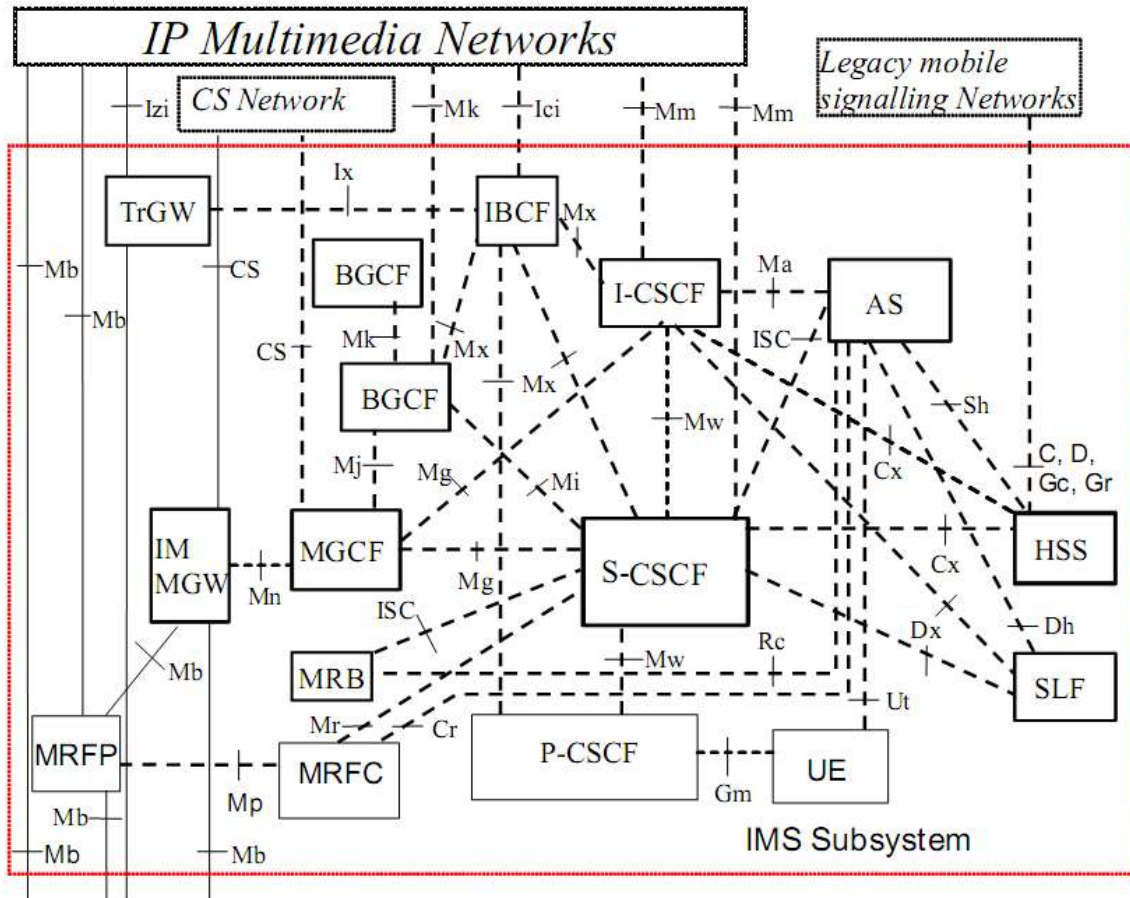 IP Multimedia Networks
Legacy mobile
signalling Networks
CS Network
Izi
Mk
Ici
Mm
Mm
Ix
TrGW
IBCF
Mx
Mb
CS
BGCF
I-CSCF
Ma
AS
Mb
Mk
Mx
CS
Mx
ISC
BGCF
Sh
Mw
Mj
Mg
Mi
Cx
C, D,
Gc, Gr
IM
MGW
MGCF
S-CSCF
HSS
Mn
Mg
Cx
ISC
Dx
Dh
Mb
MRB
Mw
Rc
SLF
Mr
Cr
Ut
MRFP
MRFC
P-CSCF
UE
Mp
Gm
Mb
Mb
Mb
IMS Subsystem